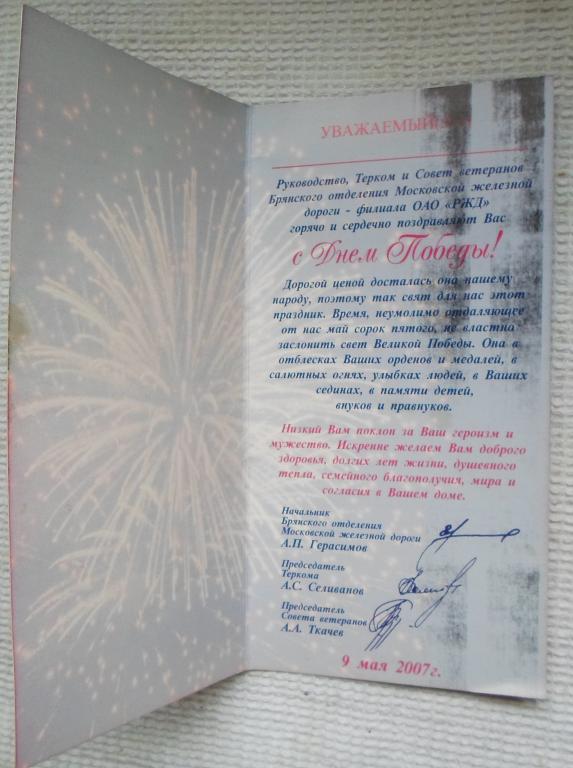 УВАЖАЕМЫЙ
Руководство, Терком и Совет ветеранов
Брянского отделения Московской железной
дороги - филиала ОАО «РЖД»
горячо и сердечно поздравляют Вас
с Днем Победы!
Дорогой ценой досталась она нашему
народу, поэтому так свят для нас этот
праздник. Время, неумолимо отдаляющее
от нас май сорок пятого, не властно
заслонить свет Великой Победы. Она в
отблесках Ваших орденов и медалей, в
салютных огнях, улыбках людей, в Ваших
сединах, в памяти детей,
внуков и правнуков.
Низкий Вам поклон за Ваш героизм и
мужество. Искренне желаем Вам доброго
здоровья, долгих лет жизни, душевного
тепла, семейного благополучия, мира и
согласия в Вашем доме.
Начальник
Брянского отделения
Московской железной дороги
А.П. Герасимов
Председатель
Теркома
А.С. Селиванов
Председатель
Совета ветеранов
А.А. Ткачев
9 мая 2007г.